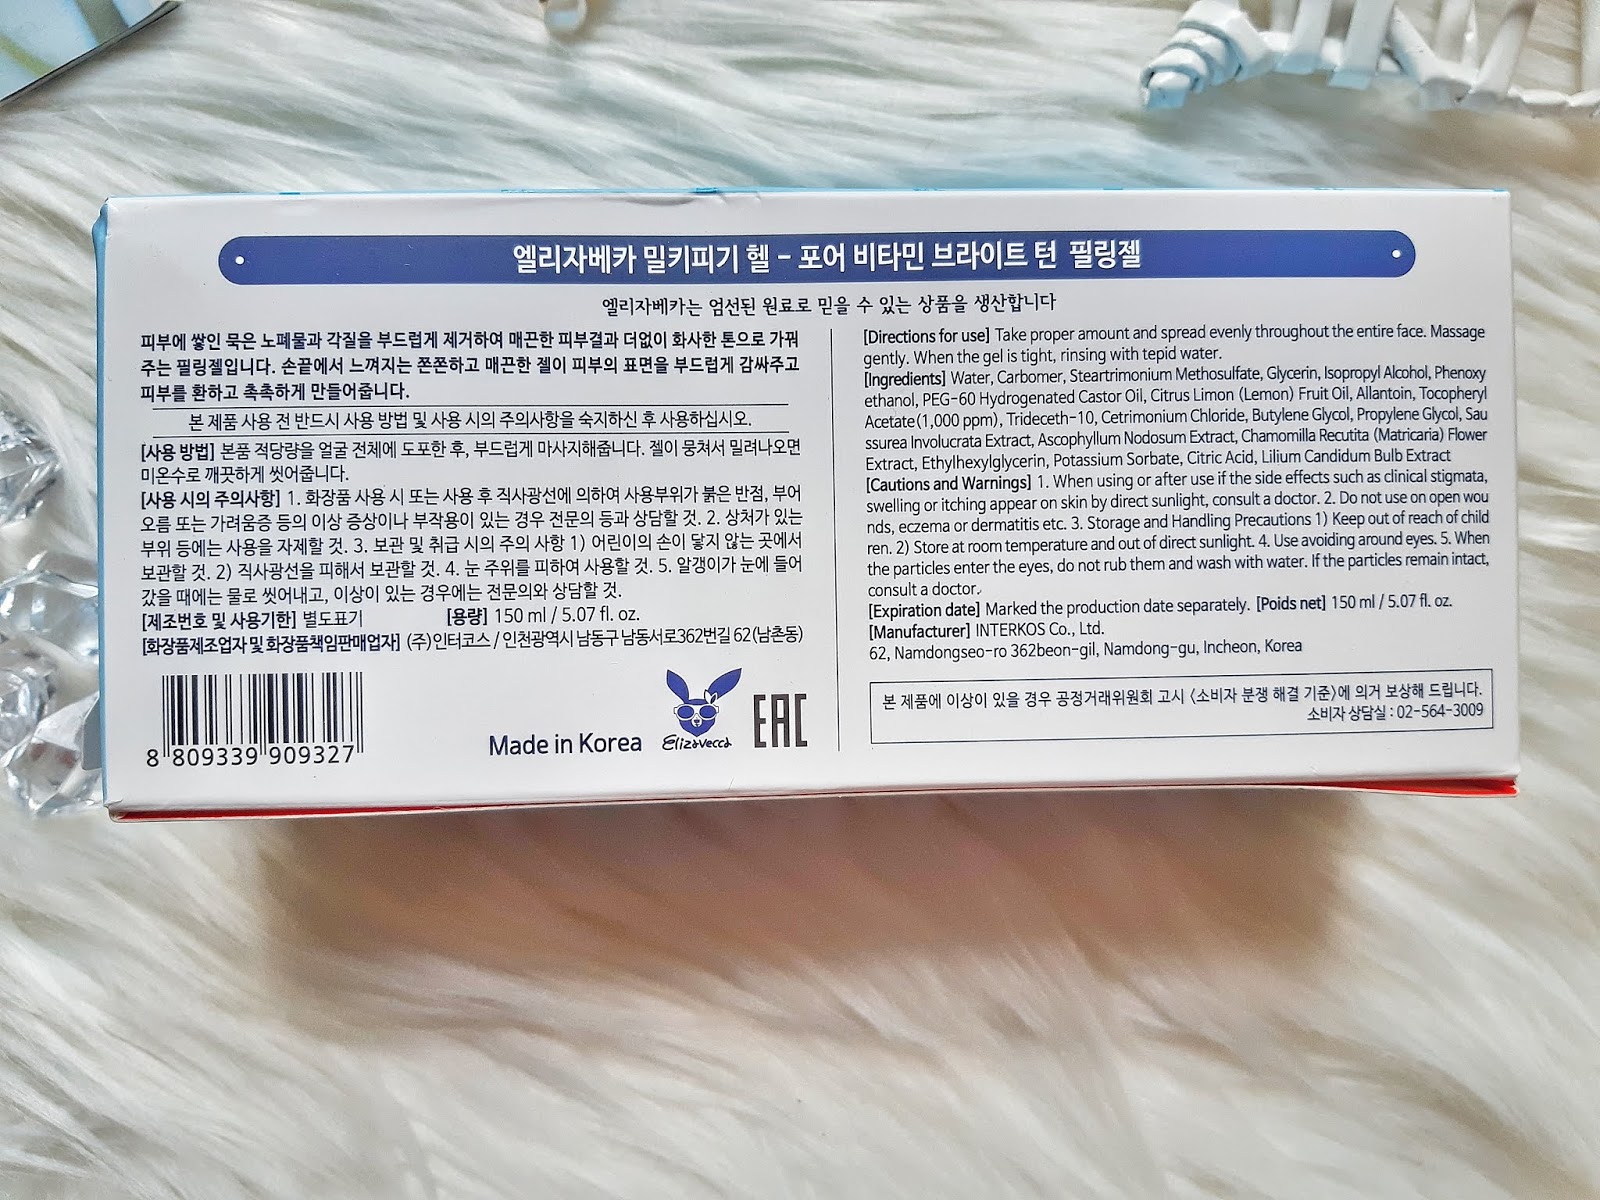 엘리자베카 밀키피기 헬 - 포어 비타민 브라이트 턴 필링젤
엘리자베카는 엄선된 원료로 믿을 수 있는 상품을 생산합니다
피부에 쌓인 묵은 노폐물과 각질을 부드럽게 제거하여 매끈한 피부결과 더없이 화사한 톤으로 가꿔
주는 필링젤입니다. 손끝에서 느껴지는 쫀쫀하고 매끈한 젤이 피부의 표면을 부드럽게 감싸주고
피부를 환하고 촉촉하게 만들어줍니다.
본 제품 사용 전 반드시 사용 방법 및 사용 시의 주의사항을 숙지하신 후 사용하십시오.
[사용 방법] 본품 적당량을 얼굴 전체에 도포한 후, 부드럽게 마사지해줍니다. 젤이 뭉쳐서 밀려나오면
미온수로 깨끗하게 씻어줍니다.
[사용 시의 주의사항] 1. 화장품 사용 시 또는 사용 후 직사광선에 의하여 사용부위가 붉은 반점, 부어
오름 또는 가려움증 등의 이상 증상이나 부작용이 있는 경우 전문의 등과 상담할 것. 2. 상처가 있는
부위 등에는 사용을 자제할 것. 3. 보관 및 취급 시의 주의 사항 1) 어린이의 손이 닿지 않는 곳에서
보관할 것. 2) 직사광선을 피해서 보관할 것. 4. 눈 주위를 피하여 사용할 것. 5. 알갱이가 눈에 들어
갔을 때에는 물로 씻어내고, 이상이 있는 경우에는 전문의와 상담할 것.
[제조번호 및 사용기한] 별도표기 [용량] 150 ml / 5.07 fl. oz.
[화장품제조업자 및 화장품책임판매업자] (주)인터코스 / 인천광역시 남동구 남동서로362번길 62(남촌동)
8 809339 909327
Made in Korea
Elizavecca
EAC
[Directions for use] Take proper amount and spread evenly throughout the entire face. Massage
gently. When the gel is tight, rinsing with tepid water.
[Ingredients] Water, Carbomer, Steartrimonium Methosulfate, Glycerin, Isopropyl Alcohol, Phenoxy
ethanol, PEG-60 Hydrogenated Castor Oil, Citrus Limon (Lemon) Fruit Oil, Allantoin, Tocopheryl
Acetate(1,000 ppm), Trideceth-10, Cetrimonium Chloride, Butylene Glycol, Propylene Glycol, Sau
ssurea Involucrata Extract, Ascophyllum Nodosum Extract, Chamomilla Recutita (Matricaria) Flower
Extract, Ethylhexylglycerin, Potassium Sorbate, Citric Acid, Lilium Candidum Bulb Extract
[Cautions and Warnings] 1. When using or after use if the side effects such as clinical stigmata,
swelling or itching appear on skin by direct sunlight, consult a doctor. 2. Do not use on open wou
nds, eczema or dermatitis etc. 3. Storage and Handling Precautions 1) Keep out of reach of child
ren. 2) Store at room temperature and out of direct sunlight. 4. Use avoiding around eyes. 5. When
the particles enter the eyes, do not rub them and wash with water. If the particles remain intact,
consult a doctor.
[Expiration date] Marked the production date separately. [Poids net] 150 ml / 5.07 fl. oz.
[Manufacturer] INTERKOS Co., Ltd.
62, Namdongseo-ro 362beon-gil, Namdong-gu, Incheon, Korea
본 제품에 이상이 있을 경우 공정거래위원회 고시 <소비자 분쟁 해결 기준>에 의거 보상해 드립니다.
소비자 상담실 : 02-564-3009